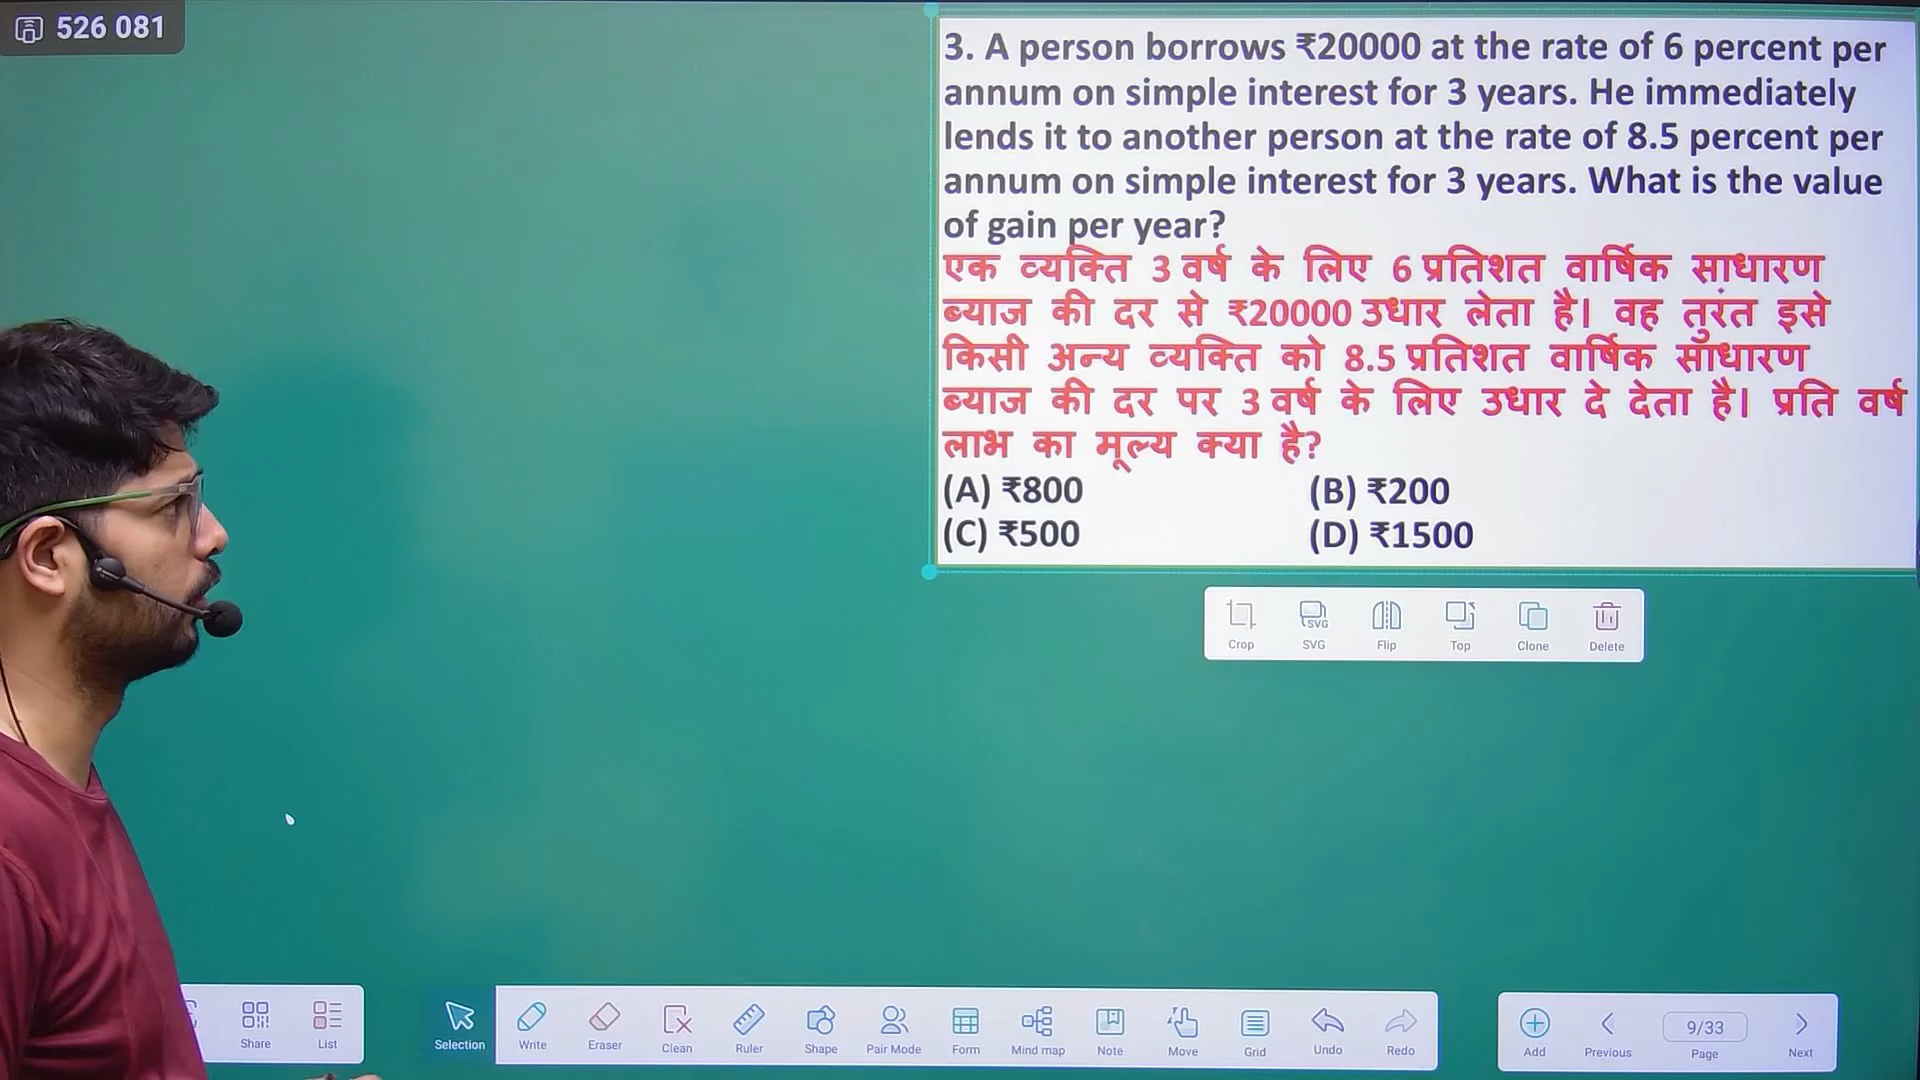 526 081
3. A person borrows ₹20000 at the rate of 6 percent per
annum on simple interest for 3 years. He immediately
lends it to another person at the rate of 8.5 percent per
annum on simple interest for 3 years. What is the value
of gain per year?
एक व्यक्ति 3 वर्ष के लिए 6 प्रतिशत वार्षिक साधारण
ब्याज की दर से ₹20000 उधार लेता है। वह तुरंत इसे
किसी अन्य व्यक्ति को 8.5 प्रतिशत वार्षिक साधारण
ब्याज की दर पर 3 वर्ष के लिए उधार दे देता है। प्रति वर्ष
लाभ का मूल्य क्या है?
(A) ₹800 (B) ₹200
(C) ₹500 (D) ₹1500
Crop SVG Flip Top Clone Delete
Share List Selection Write Eraser Clean Ruler Shape Pair Mode Form Mind map Note Move Grid Undo Redo Add Previous 9/33 Page Next